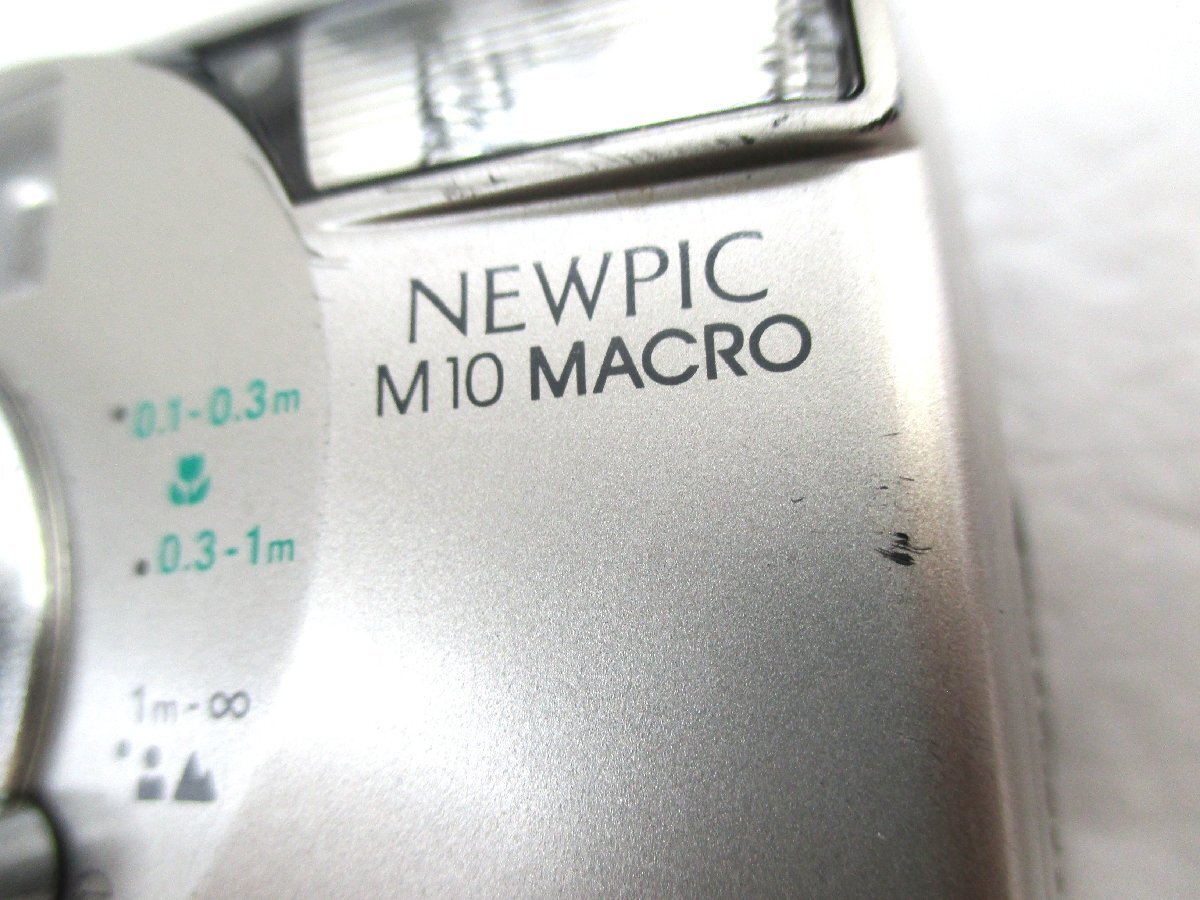 NEWPIC
M10 MACRO
0.1-0.3m
0.3-1m
1m-∞